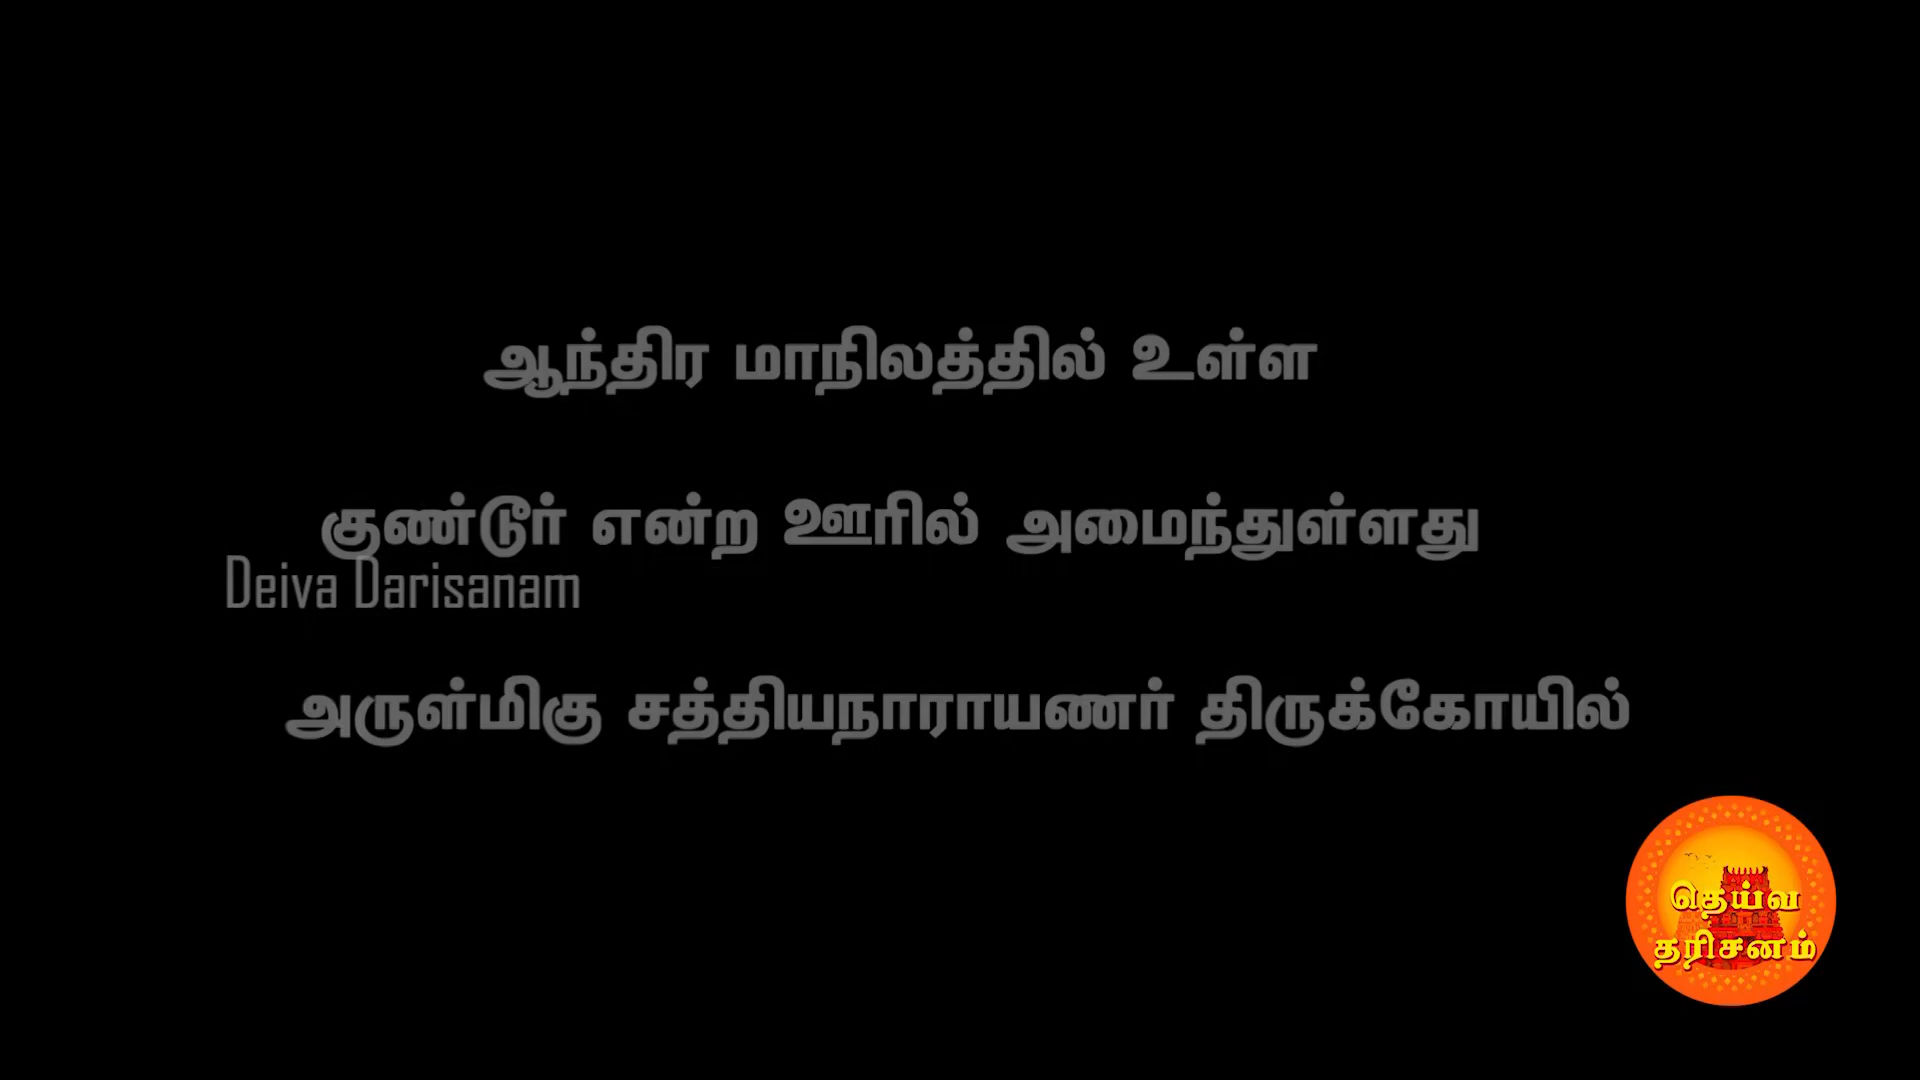 ஆந்திர மாநிலத்தில் உள்ள
குண்டூர் என்ற ஊரில் அமைந்துள்ளது
Deiva Darisanam
அருள்மிகு சத்தியநாராயணர் திருக்கோயில்
தெய்வ
தரிசனம்